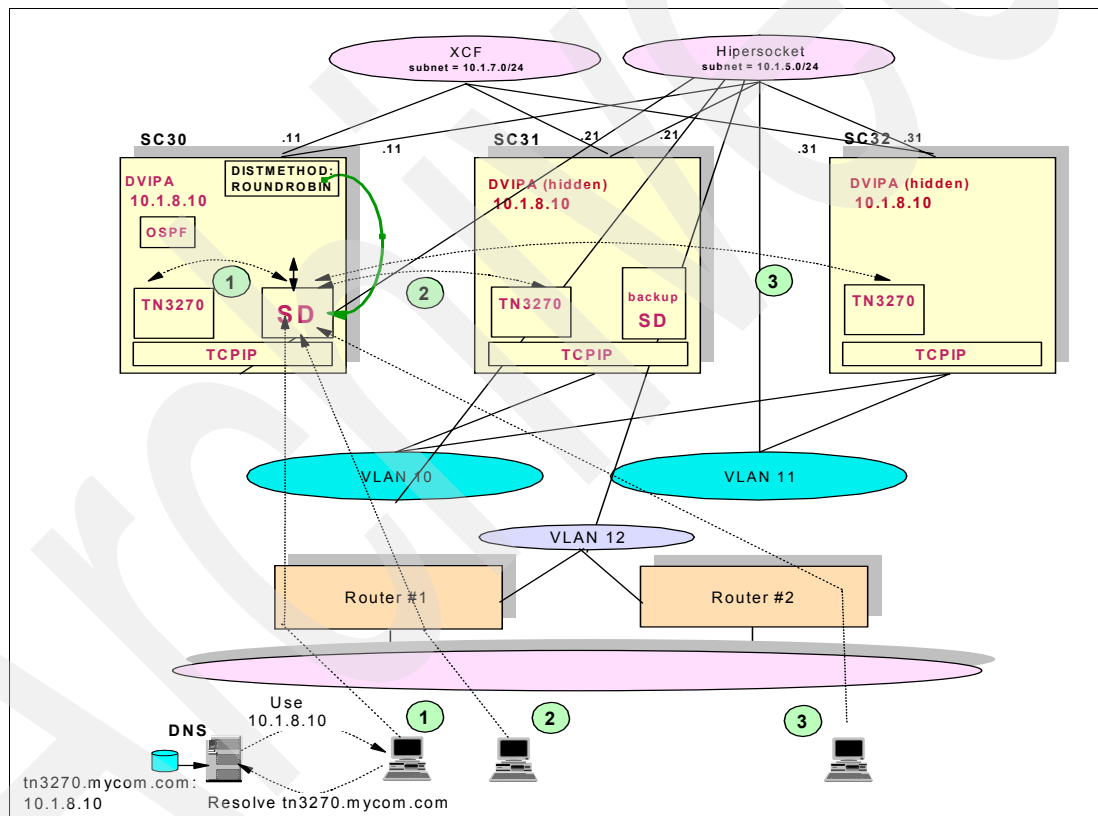 XCF
subnet = 10.1.7.0/24
Hipersocket
subnet = 10.1.5.0/24
SC30
.11
.11
SC31
.21
.21
SC32
.31
.31
DISTMETHOD:
ROUNDROBIN
DVIPA
10.1.8.10
OSPF
1
TN3270
SD
TCPIP
DVIPA (hidden)
10.1.8.10
2
TN3270
backup
SD
TCPIP
DVIPA (hidden)
10.1.8.10
3
TN3270
TCPIP
VLAN 10
VLAN 11
VLAN 12
Router #1
Router #2
Use
10.1.8.10
1
2
3
DNS
tn3270.mycom.com:
10.1.8.10
Resolve tn3270.mycom.com